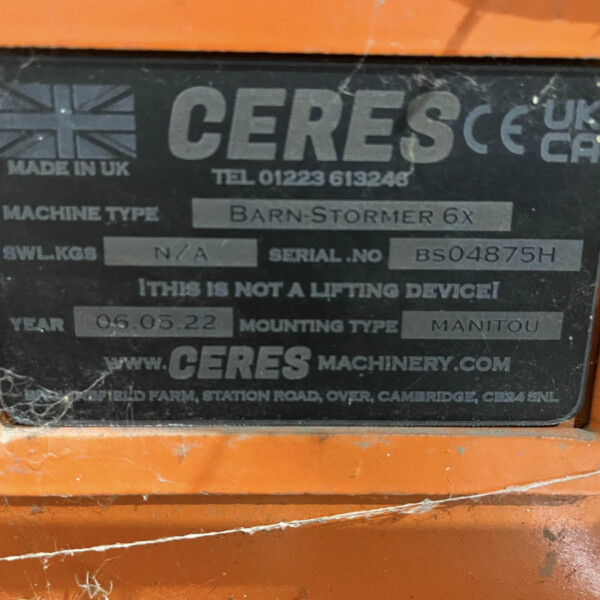 CERES CE UK CA
MADE IN UK
TEL 01223 613246
MACHINE TYPE BARN-STORMER 6X
SWL.KGS N/A SERIAL .NO BS04875H
!THIS IS NOT A LIFTING DEVICE!
YEAR 06.05.22 MOUNTING TYPE MANITOU
WWW.CERES MACHINERY.COM
FARM, STATION ROAD, OVER, CAMBRIDGE, CB24 5NL